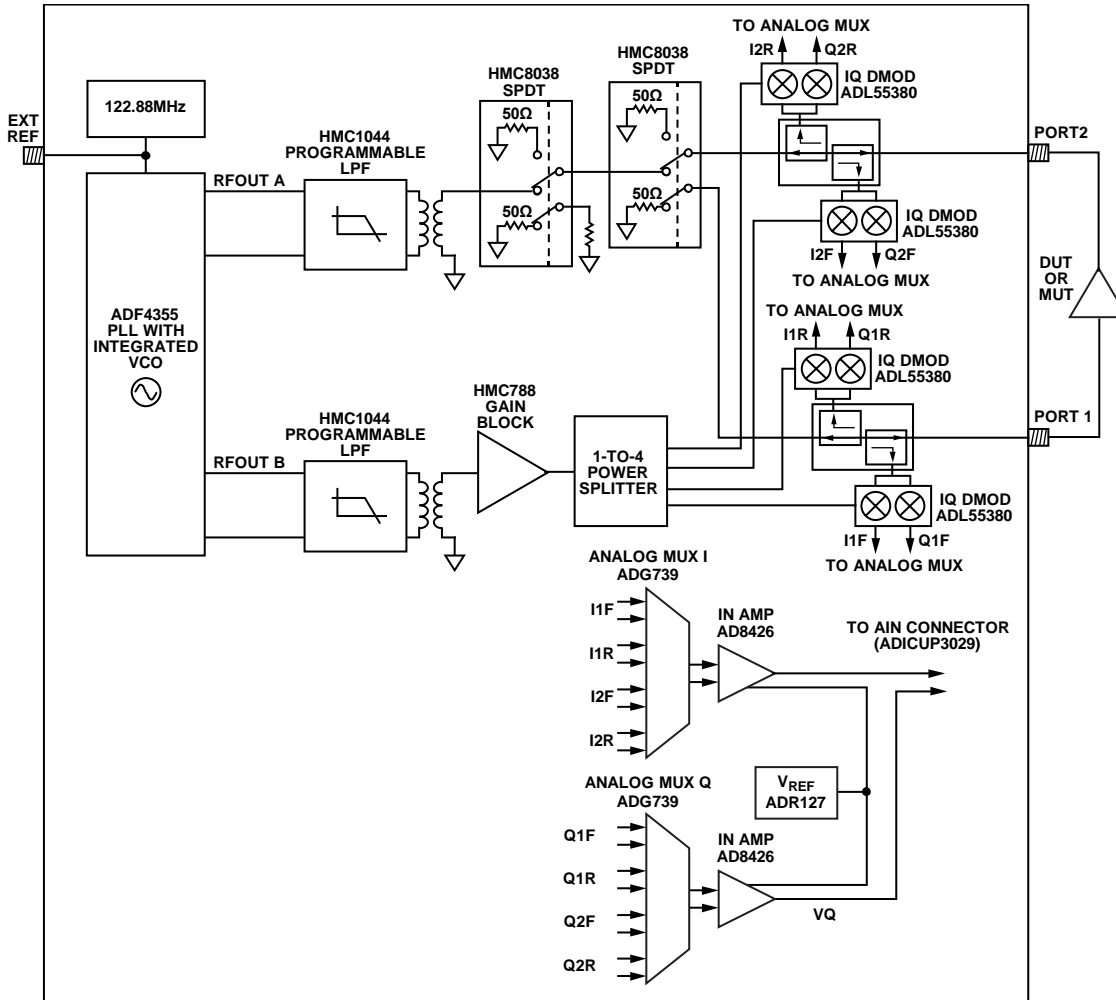 TO ANALOG MUX
I2R
Q2R
IQ DMOD
ADL55380
HMC8038
SPDT
50Ω
50Ω
HMC8038
SPDT
50Ω
50Ω
122.88MHz
EXT
REF
HMC1044
PROGRAMMABLE
LPF
RFOUT A
PORT2
IQ DMOD
ADL55380
I2F
Q2F
TO ANALOG MUX
DUT
OR
MUT
ADF4355
PLL WITH
INTEGRATED
VCO
TO ANALOG MUX
I1R
Q1R
IQ DMOD
ADL55380
HMC788
GAIN
BLOCK
HMC1044
PROGRAMMABLE
LPF
RFOUT B
1-TO-4
POWER
SPLITTER
PORT 1
IQ DMOD
ADL55380
I1F
Q1F
TO ANALOG MUX
ANALOG MUX I
ADG739
I1F
I1R
I2F
I2R
IN AMP
AD8426
TO AIN CONNECTOR
(ADICUP3029)
VREF
ADR127
ANALOG MUX Q
ADG739
Q1F
Q1R
Q2F
Q2R
IN AMP
AD8426
VQ